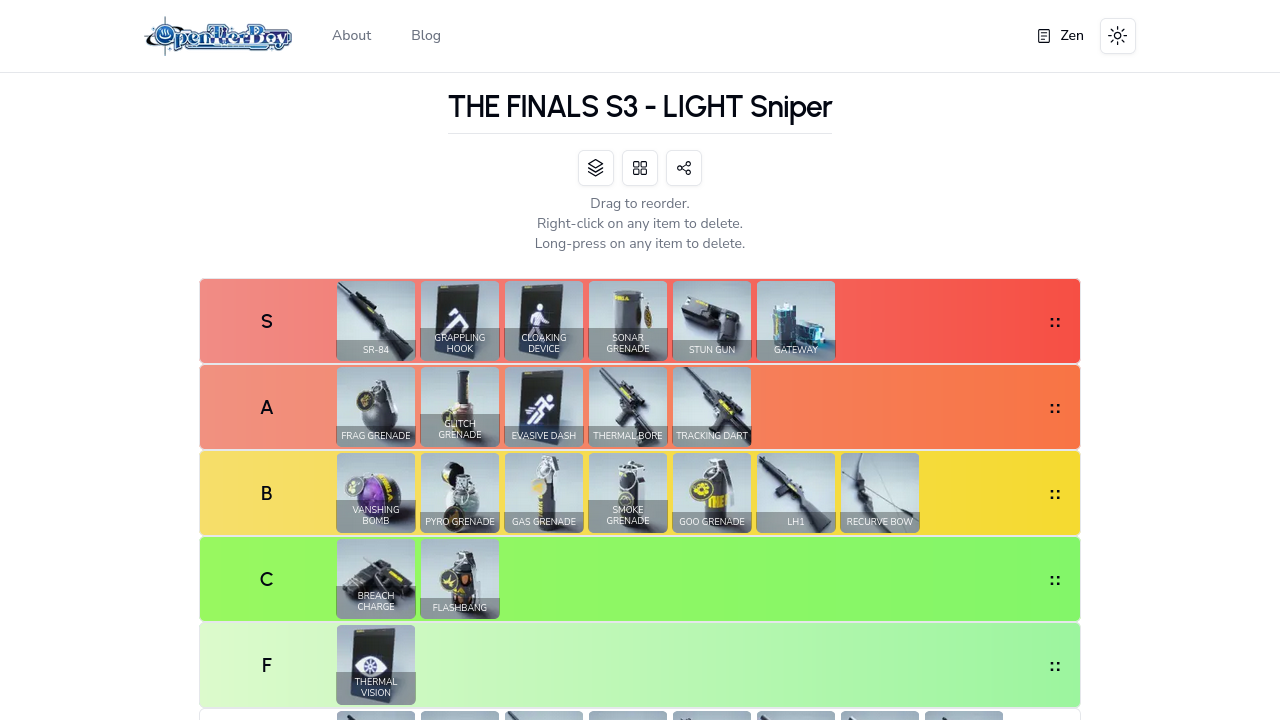 OpenTierBoy
About
Blog
Zen
THE FINALS S3 - LIGHT Sniper
Drag to reorder.
Right-click on any item to delete.
Long-press on any item to delete.
S
SR-84
GRAPPLING
HOOK
CLOAKING
DEVICE
SONAR
GRENADE
STUN GUN
GATEWAY
A
FRAG GRENADE
GLITCH
GRENADE
EVASIVE DASH
THERMAL BORE
TRACKING DART
B
VANSHING
BOMB
PYRO GRENADE
GAS GRENADE
SMOKE
GRENADE
GOO GRENADE
LH1
RECURVE BOW
C
BREACH
CHARGE
FLASHBANG
F
THERMAL
VISION